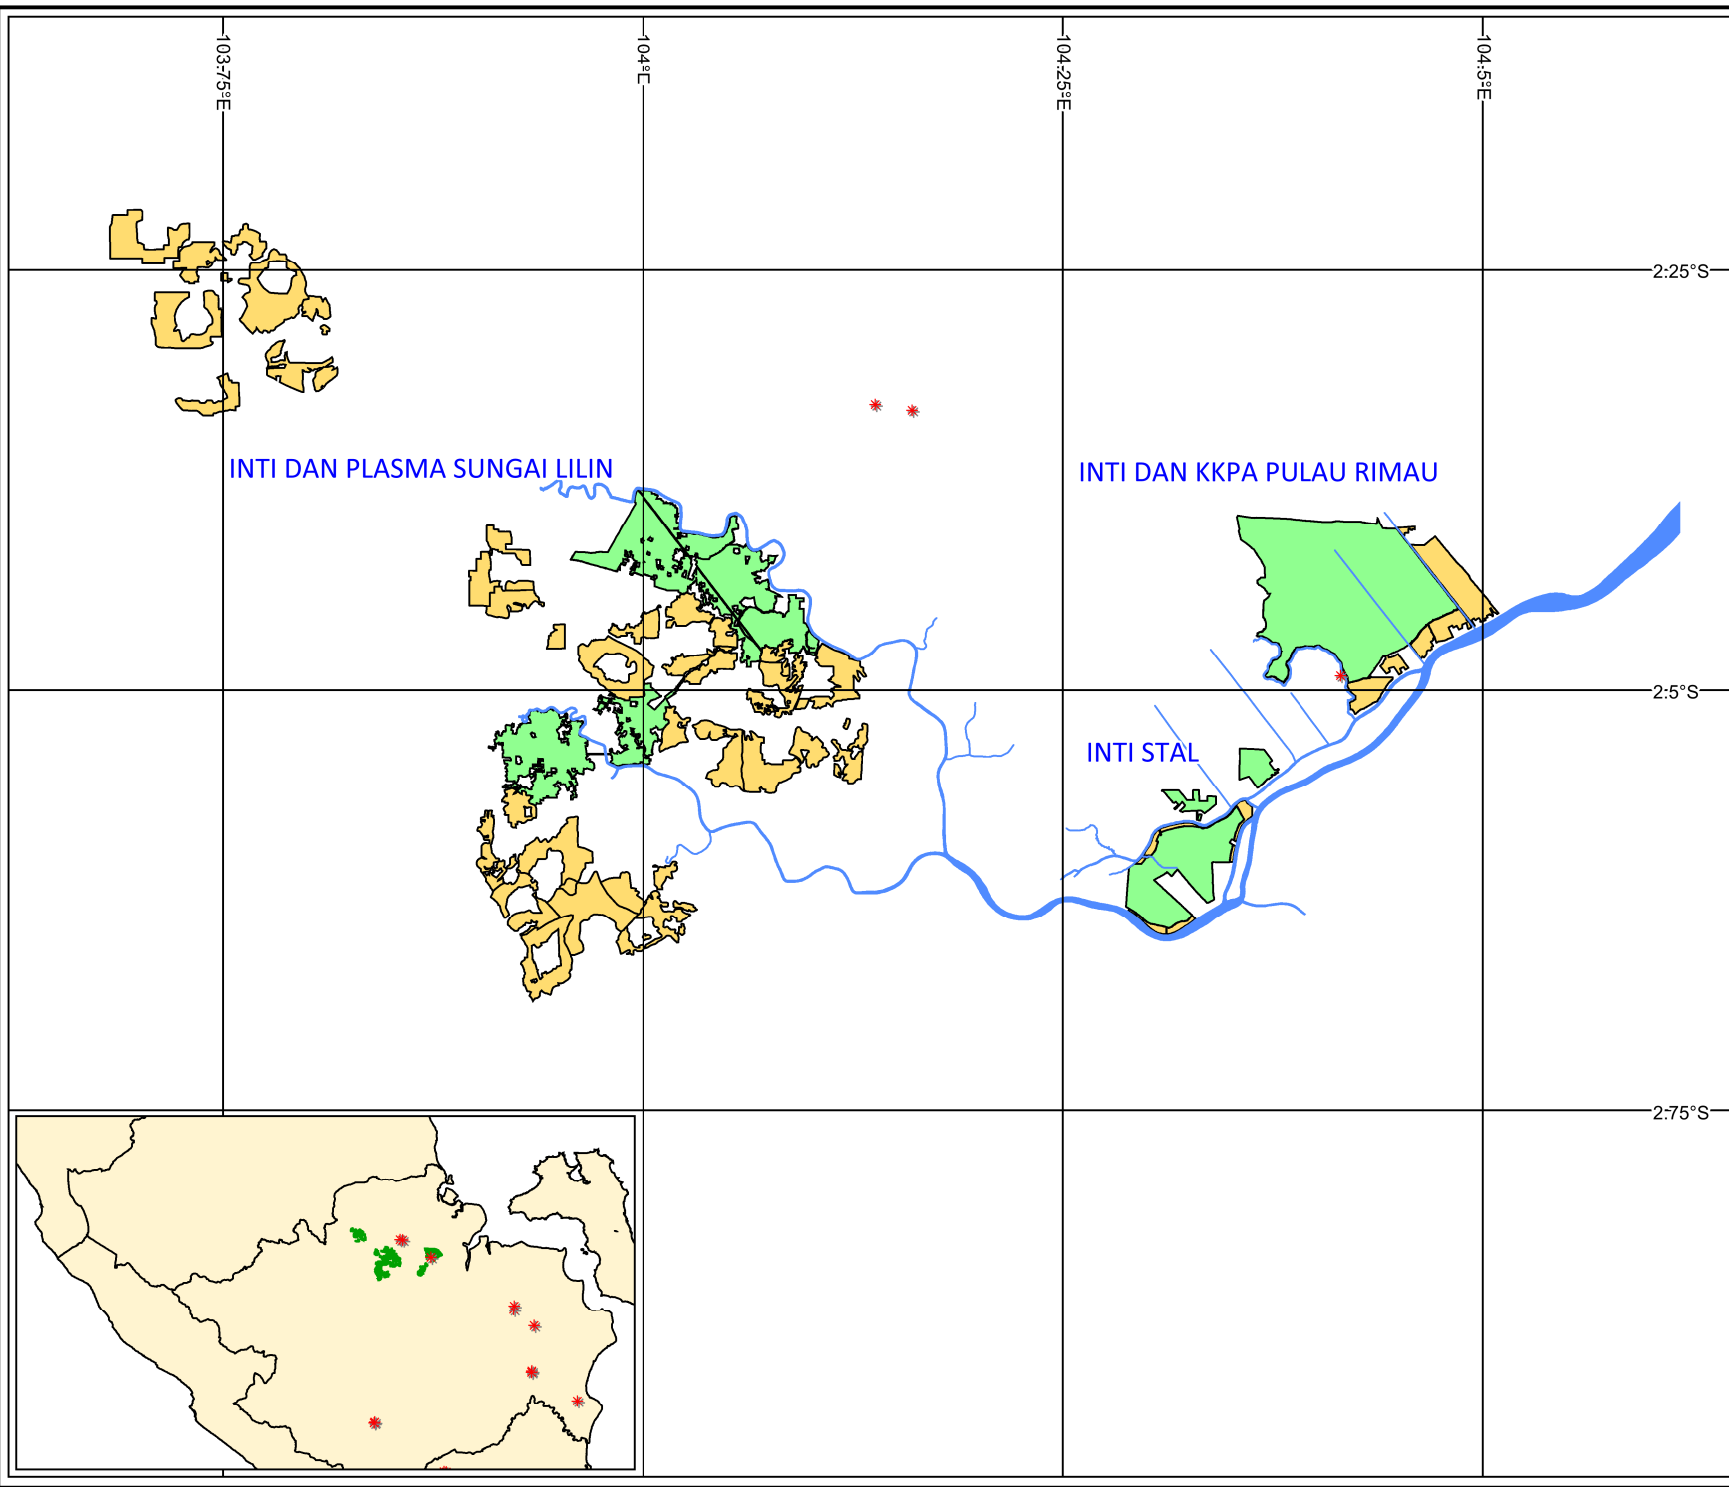 103.75°E
104°E
104.25°E
104.5°E
2.25°S
INTI DAN PLASMA SUNGAI LILIN
INTI DAN KKPA PULAU RIMAU
2.5°S
INTI STAL
2.75°S